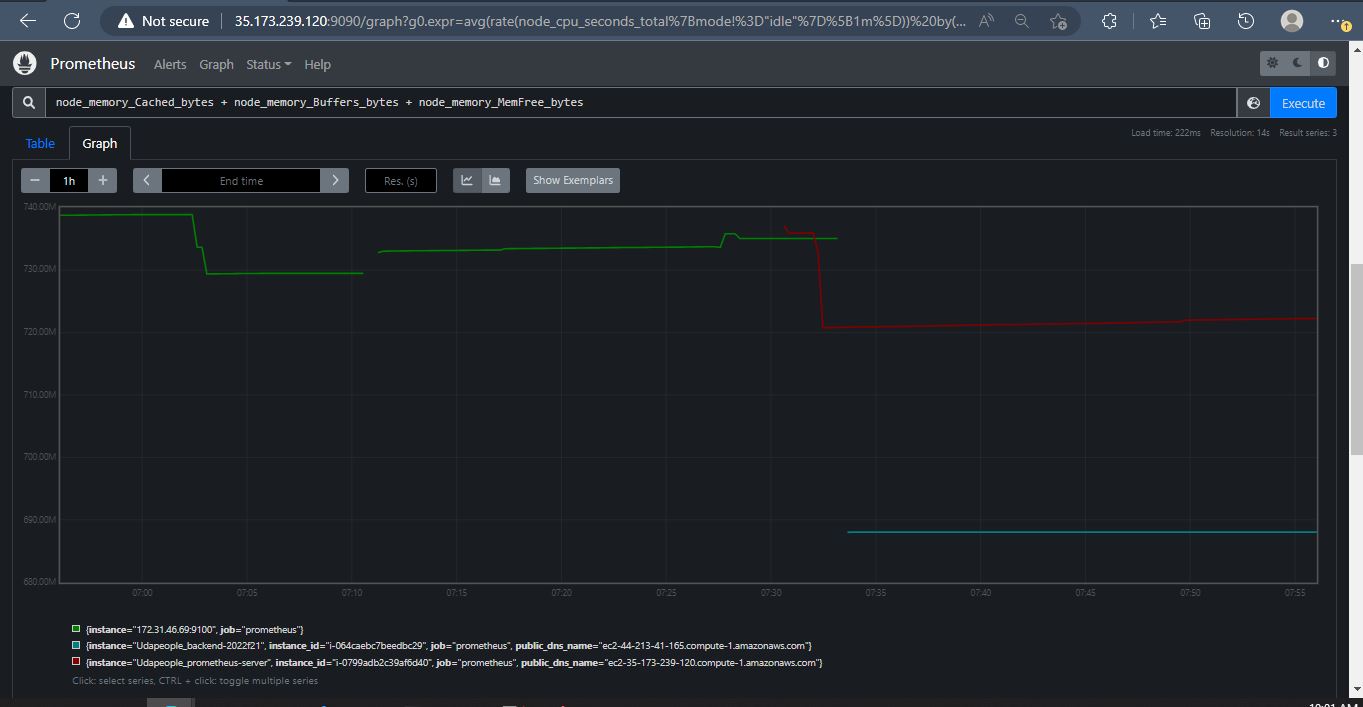 Not secure 35.173.239.120:9090/graph?g0.expr=avg(rate(node_cpu_seconds_total%7Bmode!%3D"idle"%7D%5B1m%5D))%20by(...
Prometheus Alerts Graph Status Help
node_memory_Cached_bytes + node_memory_Buffers_bytes + node_memory_MemFree_bytes
Execute
Table Graph
Load time: 222ms Resolution: 14s Result series: 3
− 1h + End time Res. (s) Show Exemplars
740.00M
730.00M
720.00M
710.00M
700.00M
690.00M
680.00M
07:00 07:05 07:10 07:15 07:20 07:25 07:30 07:35 07:40 07:45 07:50 07:55
{instance="172.31.46.69:9100", job="prometheus"}
{instance="Udapeople_backend-2022f21", instance_id="i-064caebc7beedbc29", job="prometheus", public_dns_name="ec2-44-213-41-165.compute-1.amazonaws.com"}
{instance="Udapeople_prometheus-server", instance_id="i-0799adb2c39af6d40", job="prometheus", public_dns_name="ec2-35-173-239-120.compute-1.amazonaws.com"}
Click: select series, CTRL + click: toggle multiple series